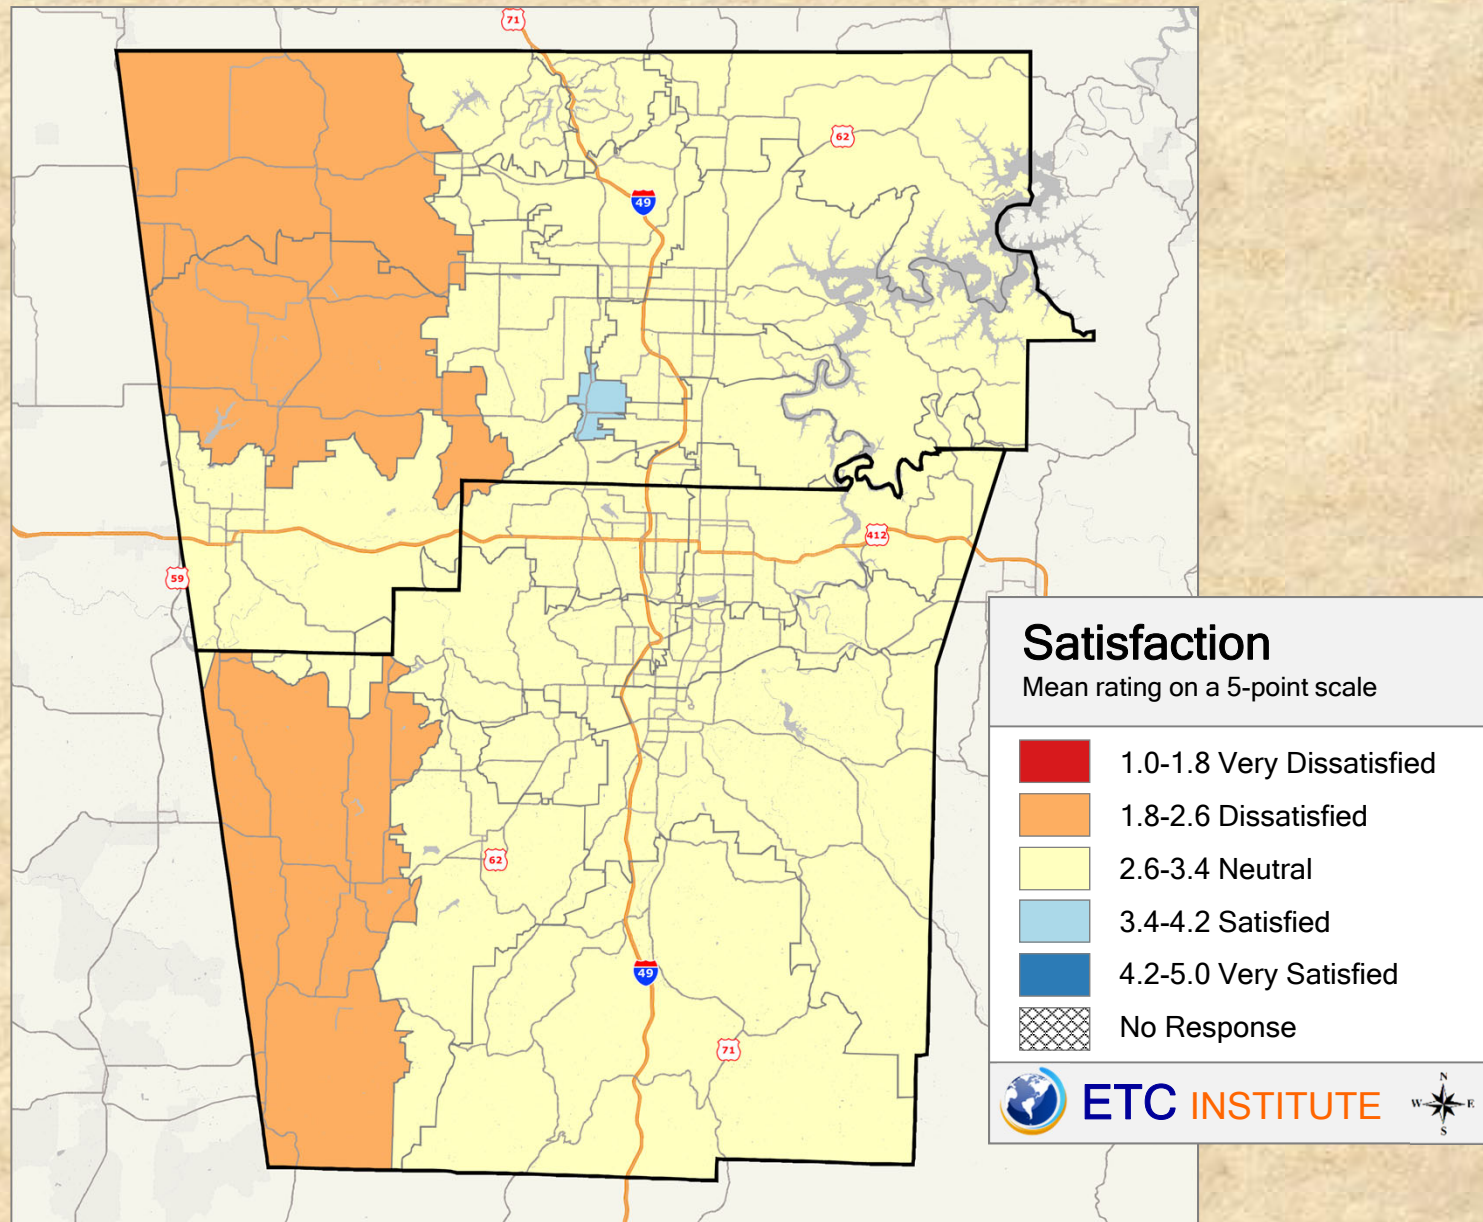 71
62
49
412
59
62
49
71
Satisfaction
Mean rating on a 5-point scale
1.0-1.8 Very Dissatisfied
1.8-2.6 Dissatisfied
2.6-3.4 Neutral
3.4-4.2 Satisfied
4.2-5.0 Very Satisfied
No Response
ETC INSTITUTE
N
W E
S